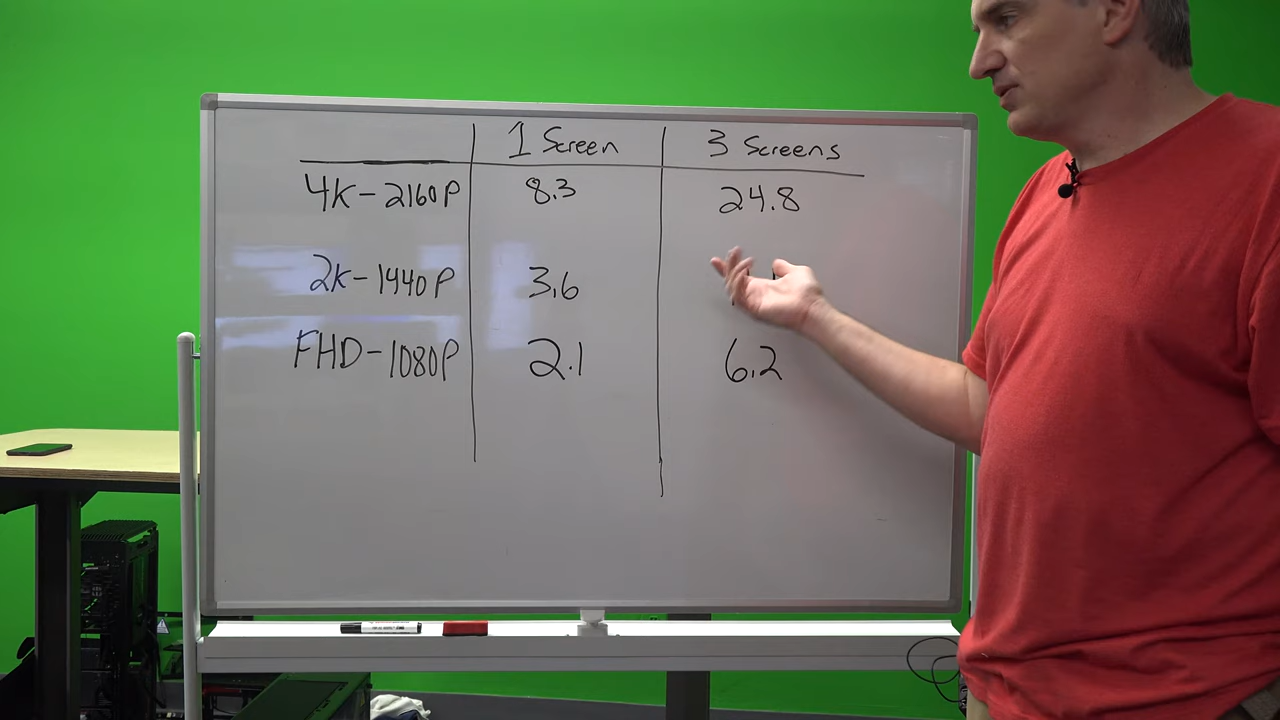 1 Screen 3 Screens
4K-2160P 8.3 24.8
2K-1440P 3.6
FHD-1080P 2.1 6.2